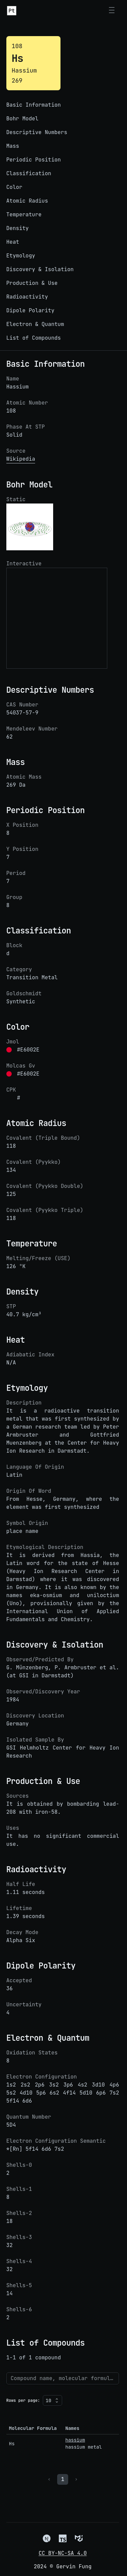 PT
108
Hs
Hassium
269
Basic Information
Bohr Model
Descriptive Numbers
Mass
Periodic Position
Classification
Color
Atomic Radius
Temperature
Density
Heat
Etymology
Discovery & Isolation
Production & Use
Radioactivity
Dipole Polarity
Electron & Quantum
List of Compounds
Basic Information
Name
Hassium
Atomic Number
108
Phase At STP
Solid
Source
Wikipedia
Bohr Model
Static
Interactive
Descriptive Numbers
CAS Number
54037-57-9
Mendeleev Number
62
Mass
Atomic Mass
269 Da
Periodic Position
X Position
8
Y Position
7
Period
7
Group
8
Classification
Block
d
Category
Transition Metal
Goldschmidt
Synthetic
Color
Jmol
#E6002E
Molcas Gv
#E6002E
CPK
#
Atomic Radius
Covalent (Triple Bound)
118
Covalent (Pyykko)
134
Covalent (Pyykko Double)
125
Covalent (Pyykko Triple)
118
Temperature
Melting/Freeze (USE)
126 °K
Density
STP
40.7 kg/cm³
Heat
Adiabatic Index
N/A
Etymology
Description
It is a radioactive transition
metal that was first synthesized by
a German research team led by Peter
Armbruster and Gottfried
Muenzenberg at the Center for Heavy
Ion Research in Darmstadt.
Language Of Origin
Latin
Origin Of Word
From Hesse, Germany, where the
element was first synthesized
Symbol Origin
place name
Etymological Description
It is derived from Hassia, the
Latin word for the state of Hesse
(Heavy Ion Research Center in
Darmstadt) where it was discovered
in Germany. It is also known by the
names eka-osmium and uniloctium
(Uno), provisionally given by the
International Union of Applied
Fundamentals and Chemistry.
Discovery & Isolation
Observed/Predicted By
G. Münzenberg, P. Armbruster et al.
(at GSI in Darmstadt)
Observed/Discovery Year
1984
Discovery Location
Germany
Isolated Sample By
GSI Helmholtz Center for Heavy Ion
Research
Production & Use
Sources
It is obtained by bombarding lead-
208 with iron-58.
Uses
It has no significant commercial
use.
Radioactivity
Half Life
1.11 seconds
Lifetime
1.39 seconds
Decay Mode
Alpha Six
Dipole Polarity
Accepted
36
Uncertainty
4
Electron & Quantum
Oxidation States
8
Electron Configuration
1s2 2s2 2p6 3s2 3p6 4s2 3d10 4p6
5s2 4d10 5p6 6s2 4f14 5d10 6p6 7s2
5f14 6d6
Quantum Number
5D4
Electron Configuration Semantic
*[Rn] 5f14 6d6 7s2
Shells-0
2
Shells-1
8
Shells-2
18
Shells-3
32
Shells-4
32
Shells-5
14
Shells-6
2
List of Compounds
1-1 of 1 compound
Compound name, molecular formul…
Rows per page: 10
Molecular Formula Names
Hs
hassium
hassium metal
‹ 1 ›
CC BY-NC-SA 4.0
2024 © Gervin Fung